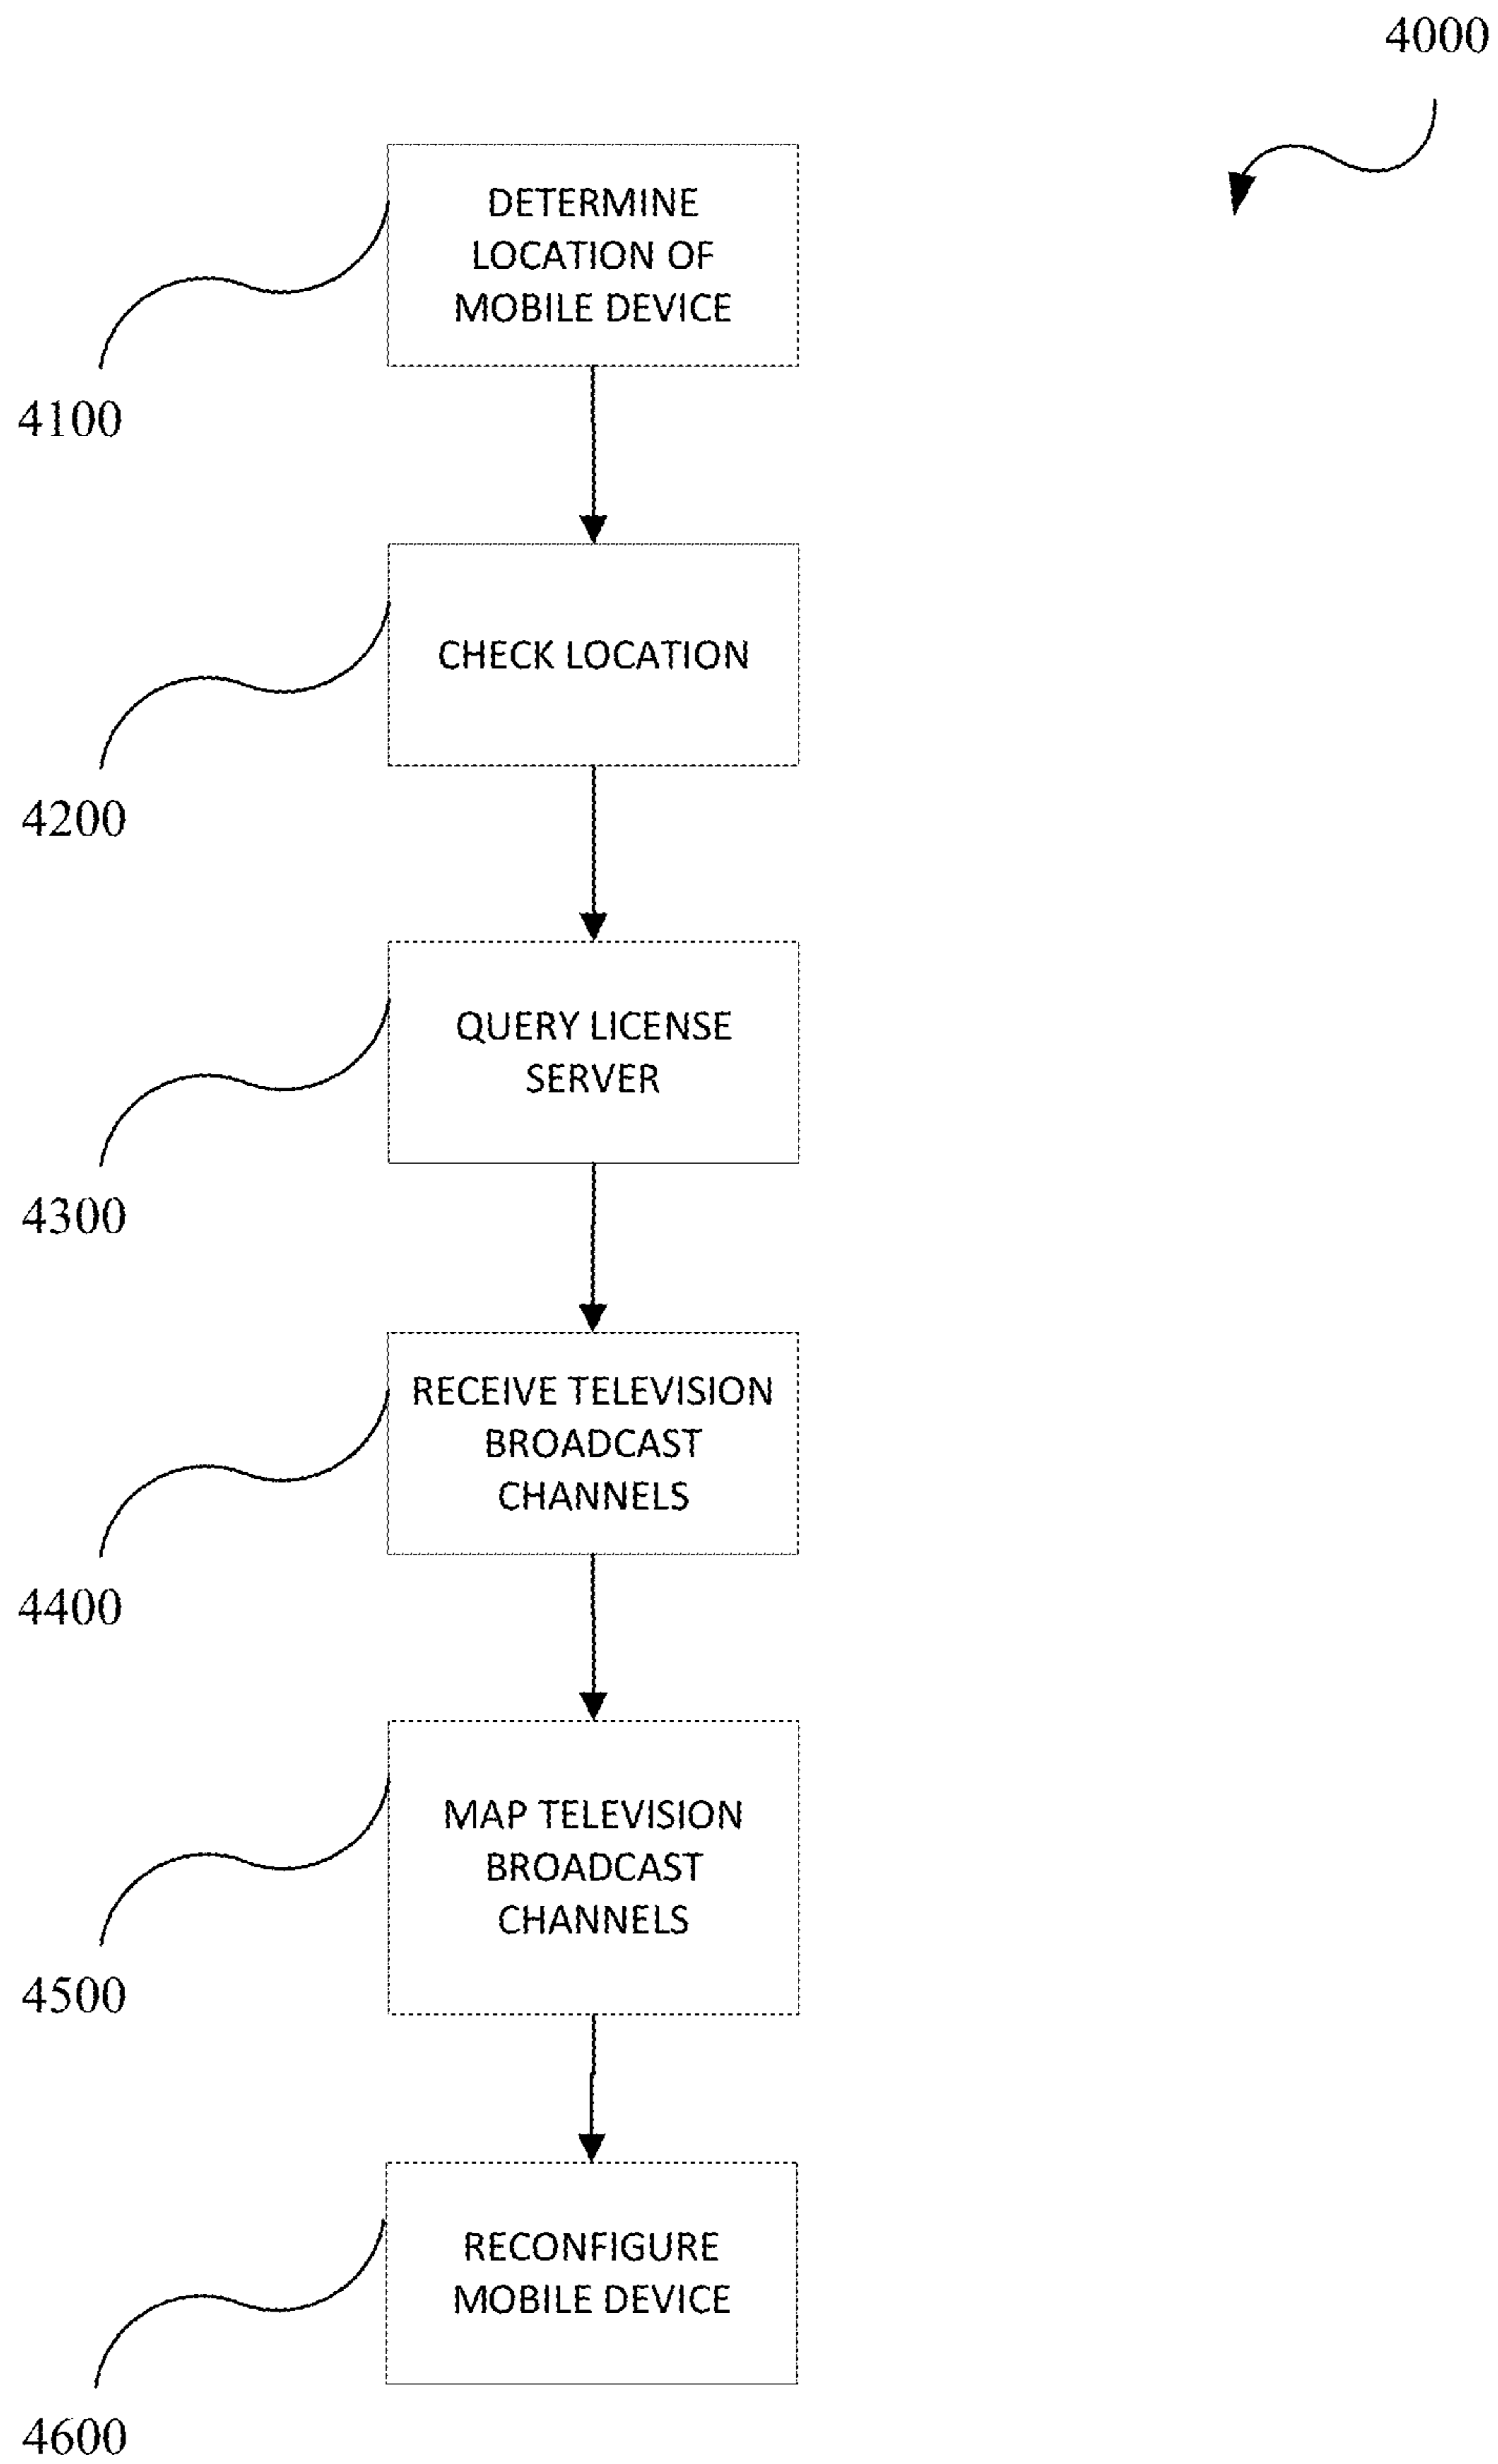 4000
DETERMINE
LOCATION OF
MOBILE DEVICE
4100
CHECK LOCATION
4200
QUERY LICENSE
SERVER
4300
RECEIVE TELEVISION
BROADCAST
CHANNELS
4400
MAP TELEVISION
BROADCAST
CHANNELS
4500
RECONFIGURE
MOBILE DEVICE
4600